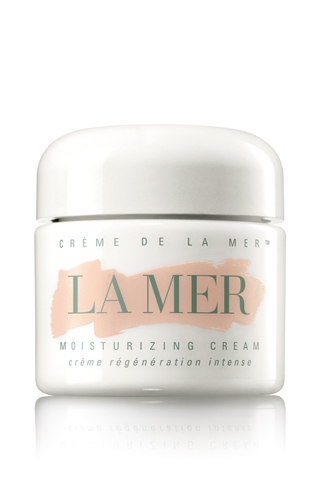 CRÈME DE LA MER™
LA MER
MOISTURIZING CREAM
crème régénération intense